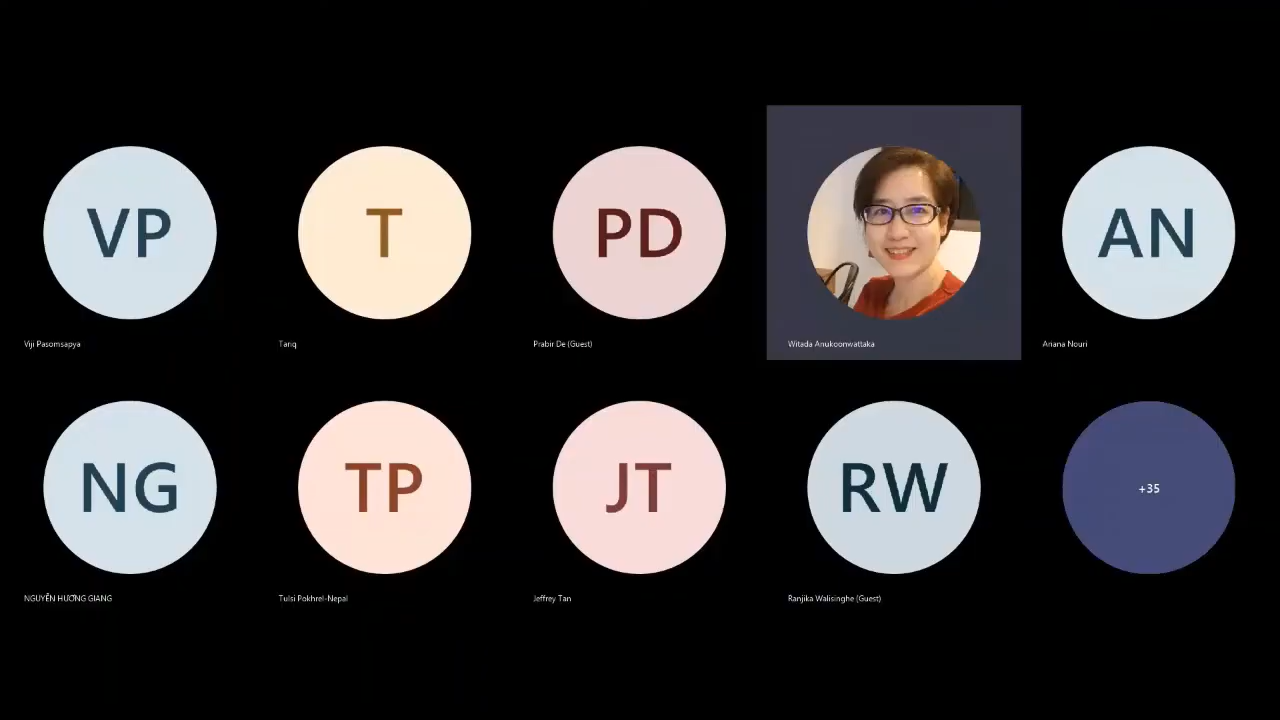 VP
T
PD
AN
Viji Pasomsapya
Tariq
Prabir De (Guest)
Witada Anukoonwattaka
Ariana Nouri
NG
TP
JT
RW
+35
NGUYỄN HƯƠNG GIANG
Tulsi Pokhrel-Nepal
Jeffrey Tan
Ranjika Walisinghe (Guest)